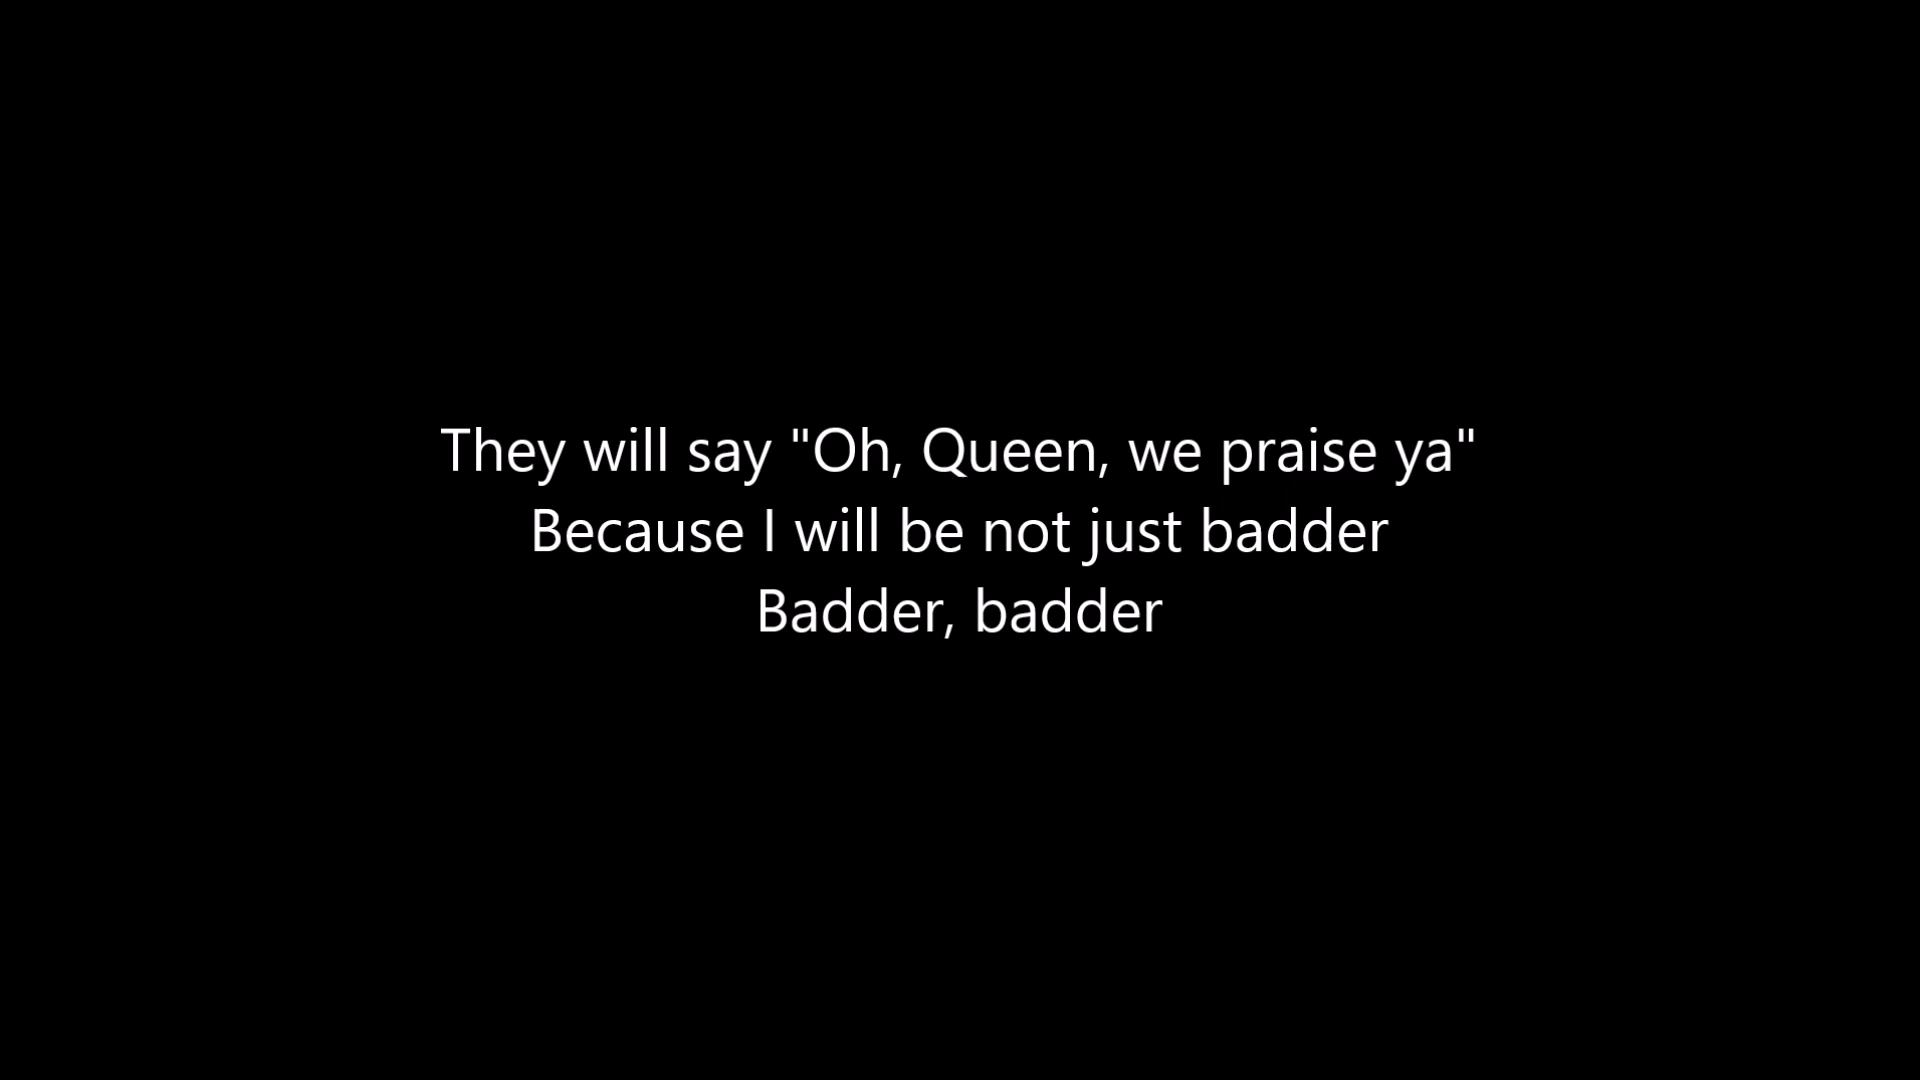 They will say "Oh, Queen, we praise ya"
Because I will be not just badder
Badder, badder